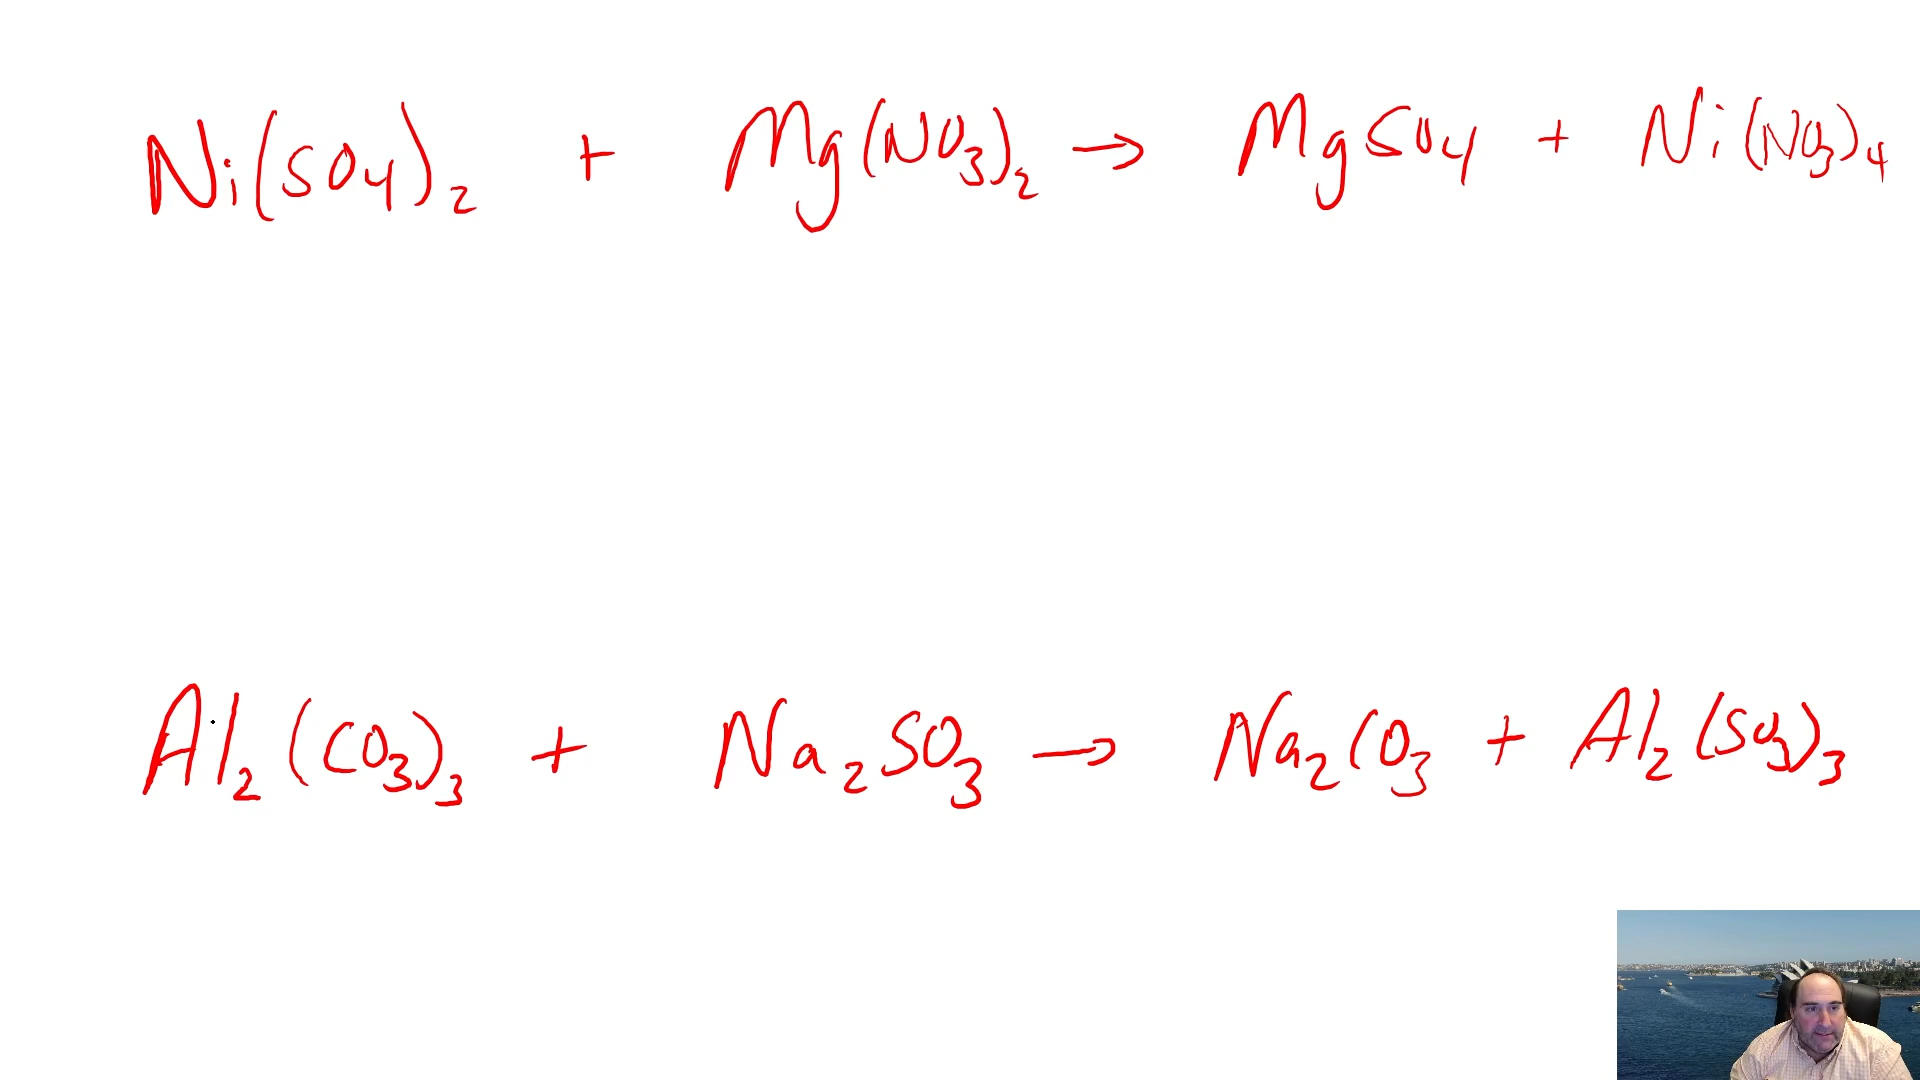 Ni(SO4)2 + Mg(NO3)2 → MgSO4 + Ni(NO3)4
Al2(CO3)3 + Na2SO3 → Na2CO3 + Al2(SO3)3